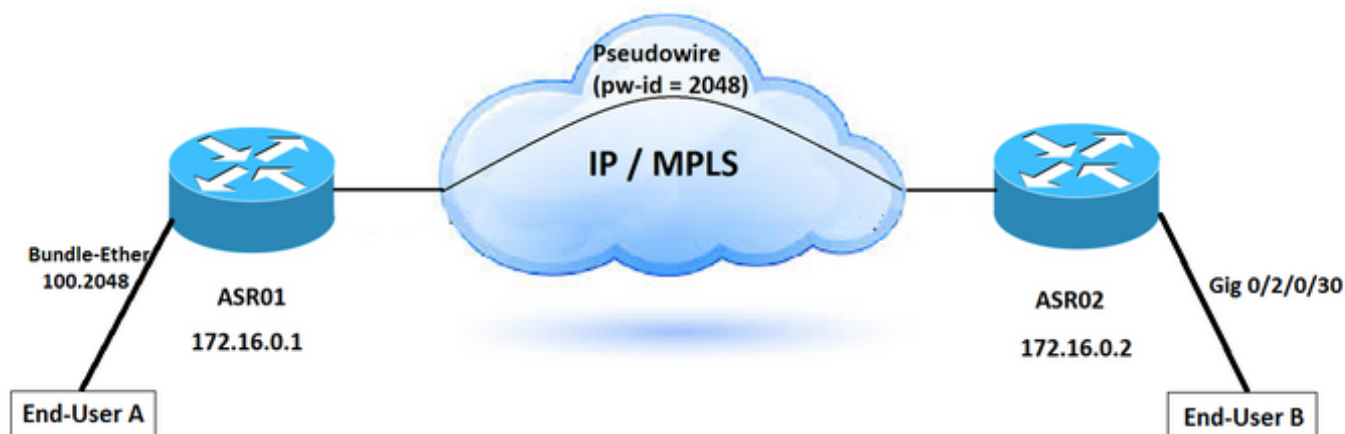 Pseudowire
(pw-id = 2048)
IP / MPLS
Bundle-Ether
100.2048
ASR01
172.16.0.1
ASR02
172.16.0.2
Gig 0/2/0/30
End-User A
End-User B